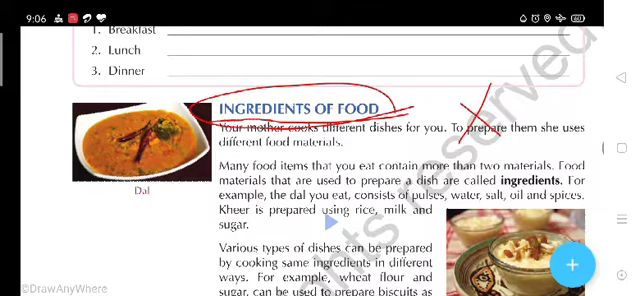 9:06
60
1. Breakfast
2. Lunch
3. Dinner
INGREDIENTS OF FOOD
Your mother cooks different dishes for you. To prepare them she uses
different food materials.
Dal
Many food items that you eat contain more than two materials. Food
materials that are used to prepare a dish are called ingredients. For
example, the dal you eat, consists of pulses, water, salt, oil and spices.
Kheer is prepared using rice, milk and
sugar.
Various types of dishes can be prepared
by cooking same ingredients in different
ways. For example, wheat flour and
sugar, can be used to prepare biscuits as
©DrawAnyWhere
hts reserved